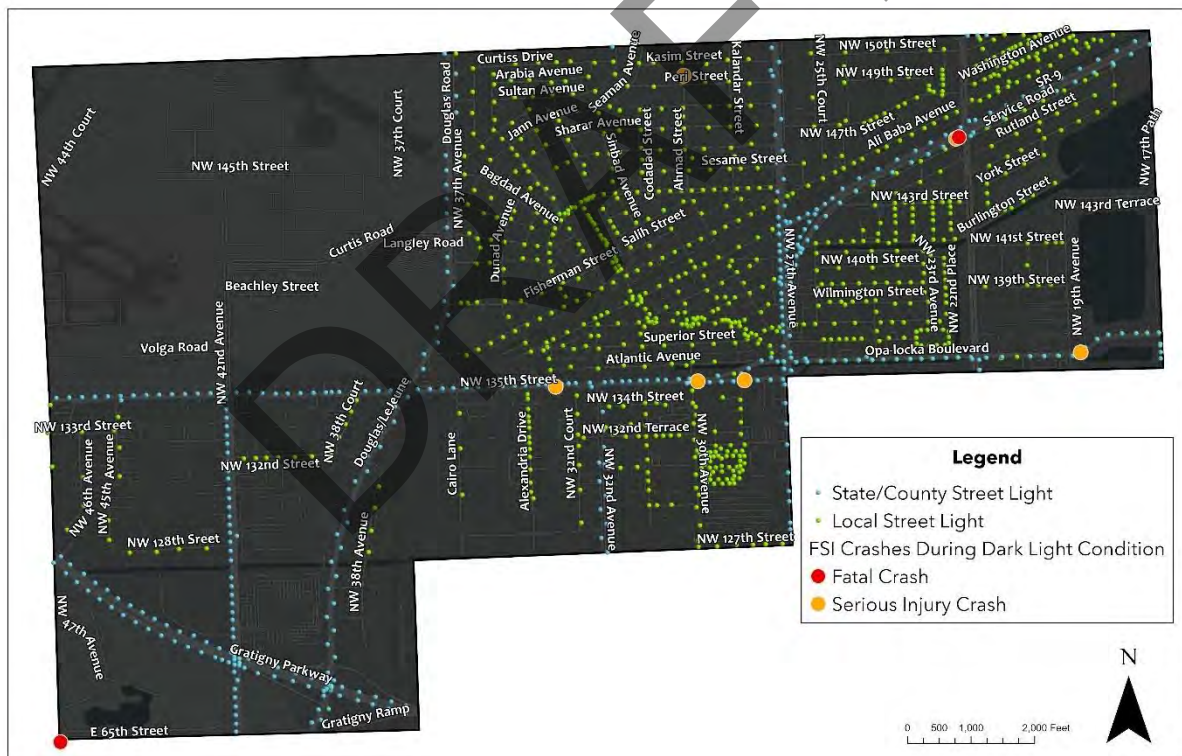 DRAFT
NW 44th Court
NW 145th Street
NW 37th Court
Douglas Road
NW 37th Avenue
Curtiss Drive
Arabia Avenue
Sultan Avenue
Jann Avenue
Seaman Avenue
Sharar Avenue
Kasim Street
Peri Street
Kalandar Street
Sinbad Avenue
Codadad Street
Ahmad Street
Sesame Street
Bagdad Avenue
Dunad Avenue
Salih Street
Fisherman Street
NW 25th Court
NW 150th Street
NW 149th Street
NW 147th Street
Ali Baba Avenue
Washington Avenue
SR-9
Service Road
Rutland Street
York Street
NW 143rd Street
Burlington Street
NW 17th Path
NW 143rd Terrace
NW 141st Street
NW 140th Street
NW 139th Street
NW 27th Avenue
Wilmington Street
NW 23rd Avenue
NW 22nd Place
NW 19th Avenue
Opa-locka Boulevard
Curtis Road
Langley Road
Beachley Street
Volga Road
NW 42nd Avenue
Superior Street
Atlantic Avenue
NW 135th Street
NW 134th Street
NW 133rd Street
NW 46th Avenue
NW 45th Avenue
NW 132nd Street
NW 38th Court
Douglas/LeJeune
Cairo Lane
Alexandria Drive
NW 32nd Court
NW 132nd Terrace
NW 32nd Avenue
NW 30th Avenue
NW 128th Sreet
NW 38th Avenue
NW 127th Street
NW 47th Avenue
Gratigny Parkway
Gratigny Ramp
E 65th Street
Legend
State/County Street Light
Local Street Light
FSI Crashes During Dark Light Condition
Fatal Crash
Serious Injury Crash
N
0 500 1,000 2,000 Feet